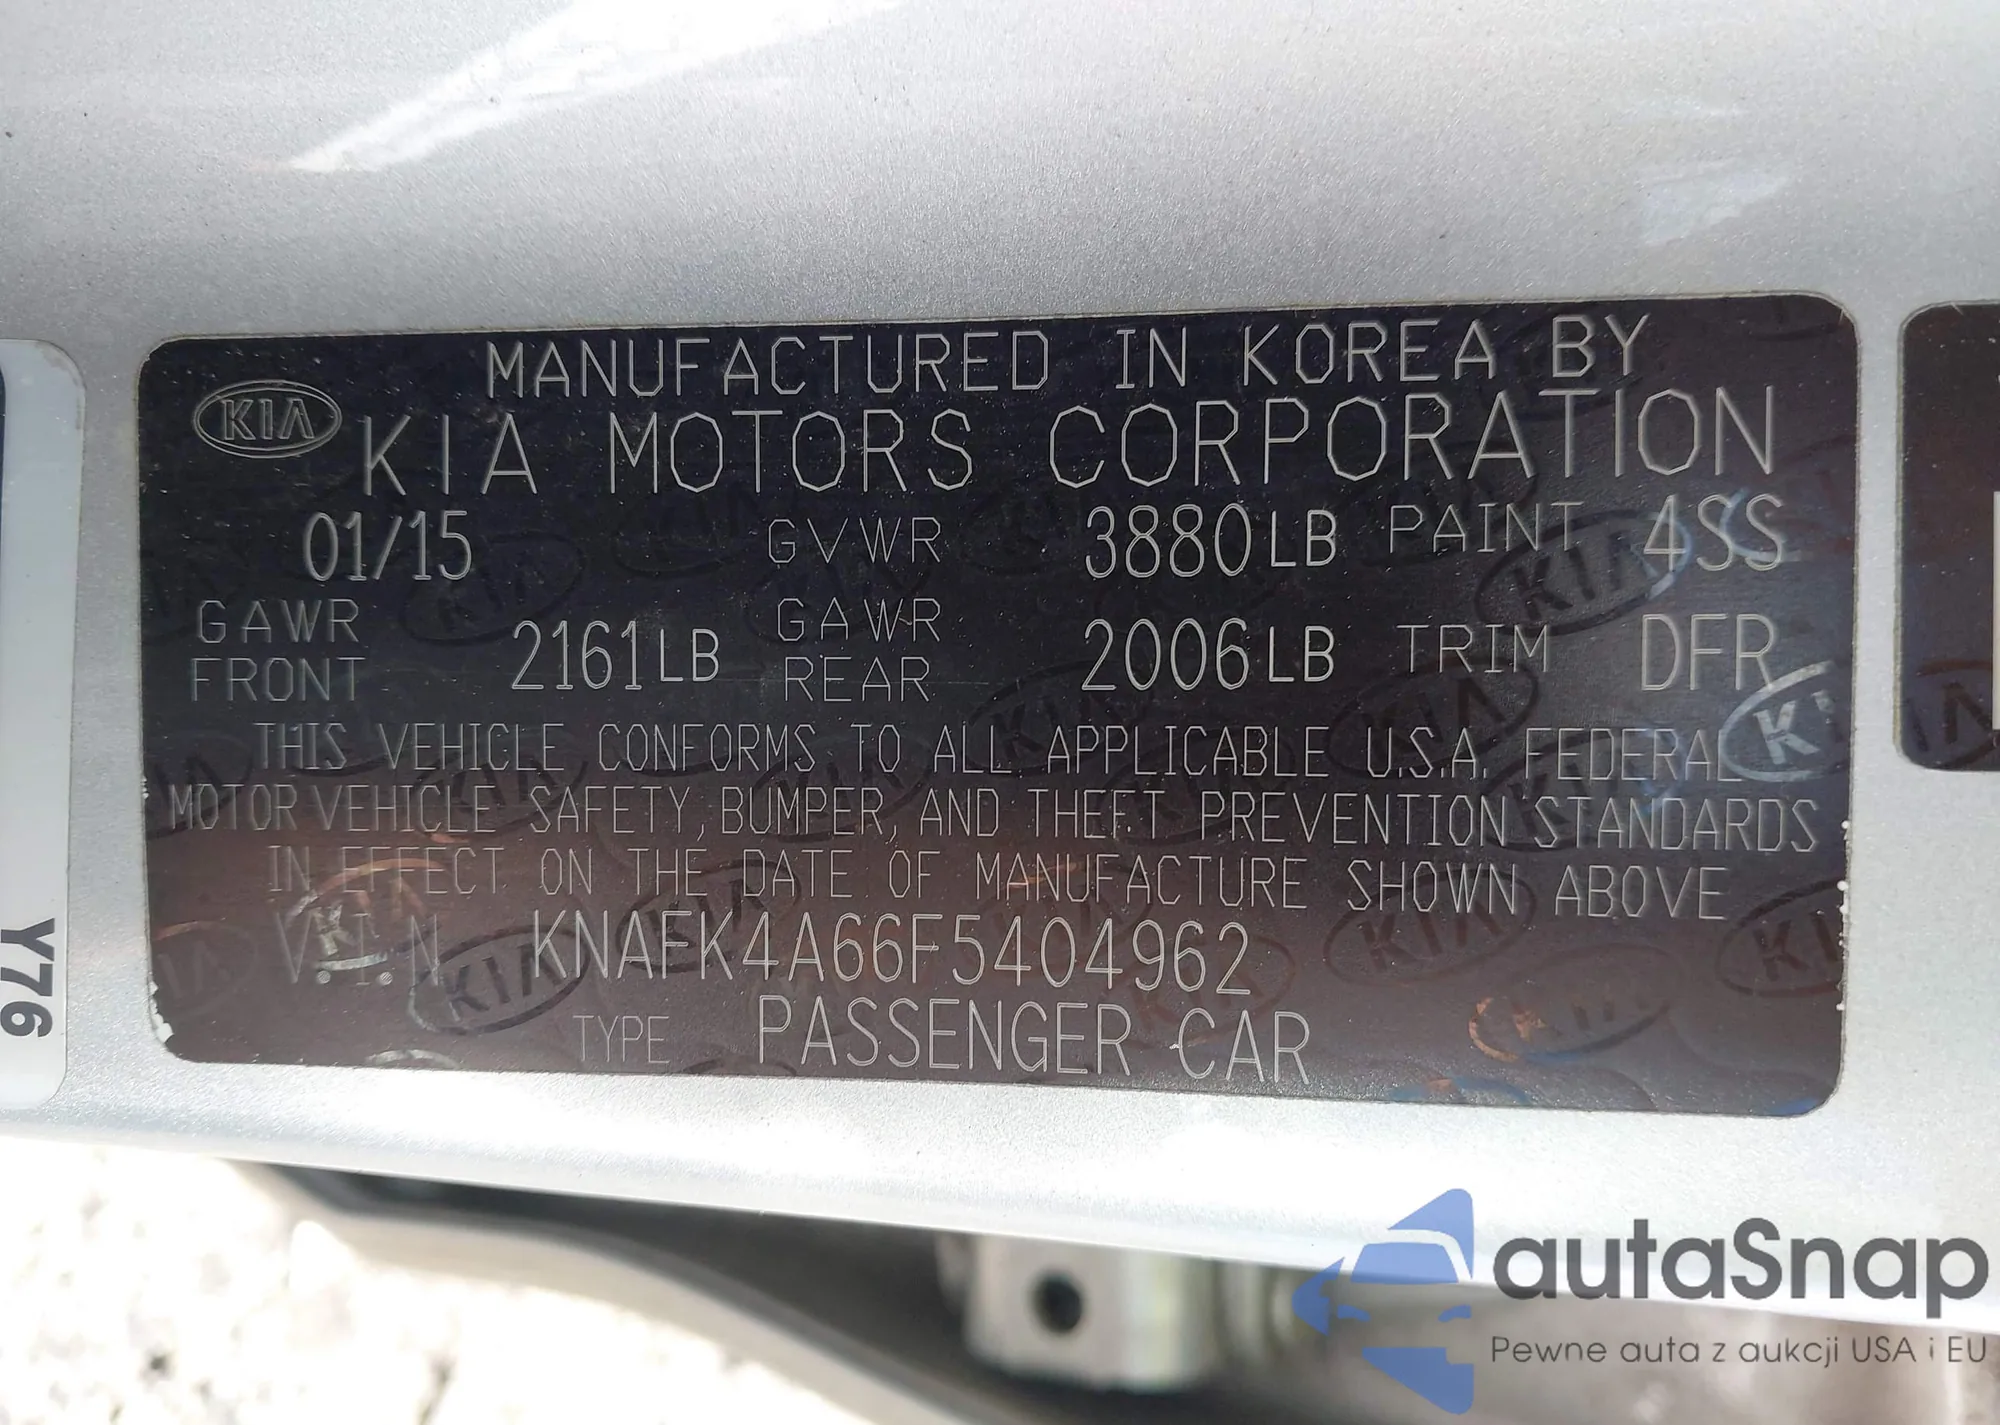 MANUFACTURED IN KOREA BY
KIA
KIA MOTORS CORPORATION
01/15 GVWR 3880LB PAINT 4SS
GAWR FRONT 2161LB GAWR REAR 2006LB TRIM DFR
THIS VEHICLE CONFORMS TO ALL APPLICABLE U.S.A. FEDERAL
MOTOR VEHICLE SAFETY, BUMPER, AND THEFT PREVENTION STANDARDS
IN EFFECT ON THE DATE OF MANUFACTURE SHOWN ABOVE
V.I.N. KNAFK4A66F5404962
TYPE PASSENGER CAR
Y76
autaSnap
Pewne auta z aukcji USA i EU